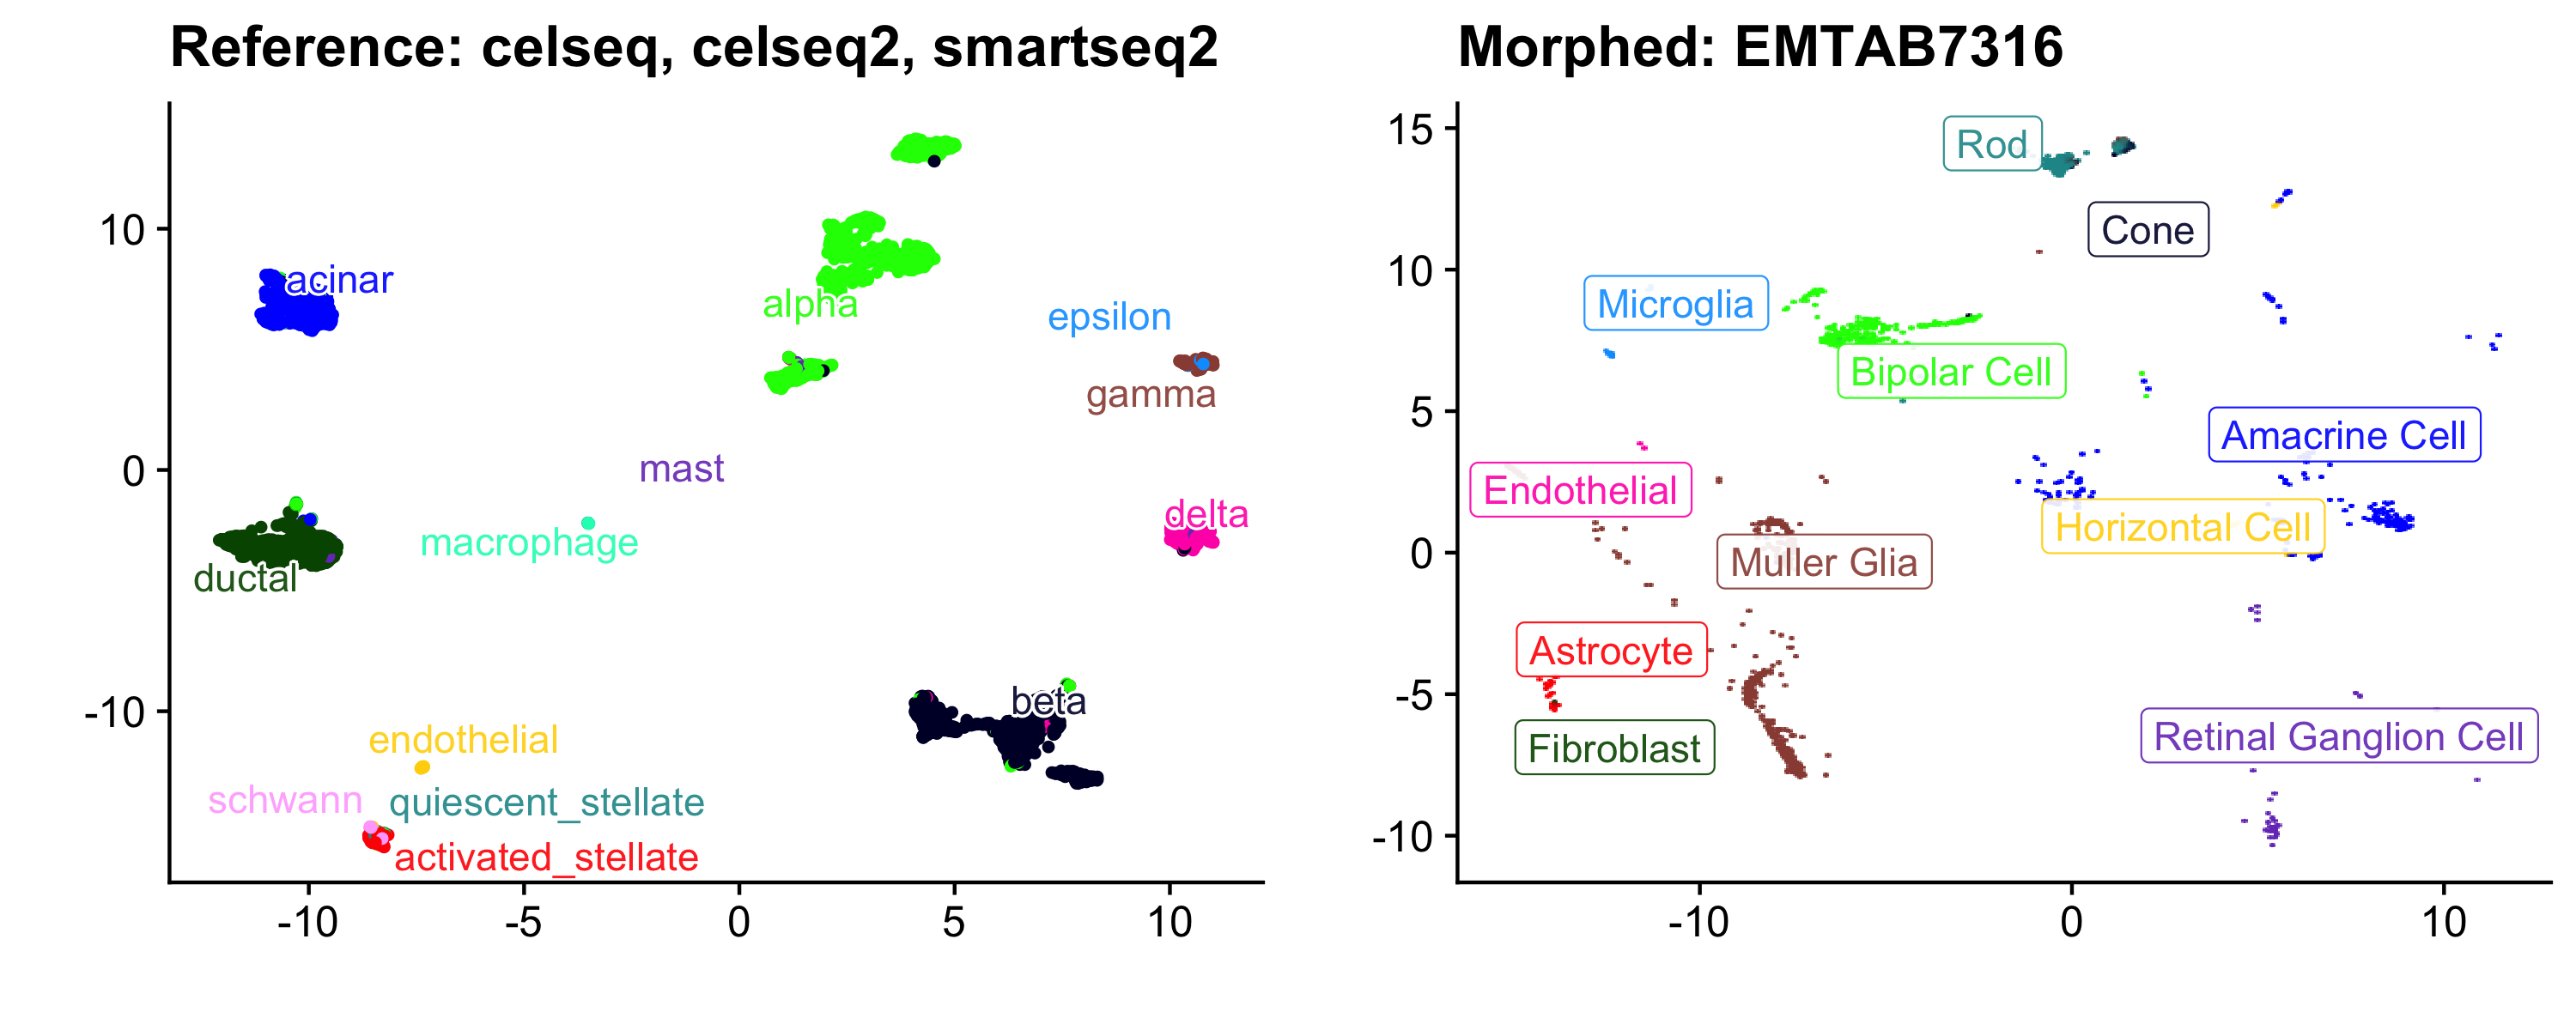 Reference: celseq, celseq2, smartseq2
10
0
-10
acinar
alpha
epsilon
gamma
mast
delta
macrophage
ductal
beta
endothelial
schwann
quiescent_stellate
activated_stellate
-10
-5
0
5
10
Morphed: EMTAB7316
15
10
5
0
-5
-10
Rod
Cone
Microglia
Bipolar Cell
Amacrine Cell
Endothelial
Horizontal Cell
Muller Glia
Astrocyte
Retinal Ganglion Cell
Fibroblast
-10
0
10